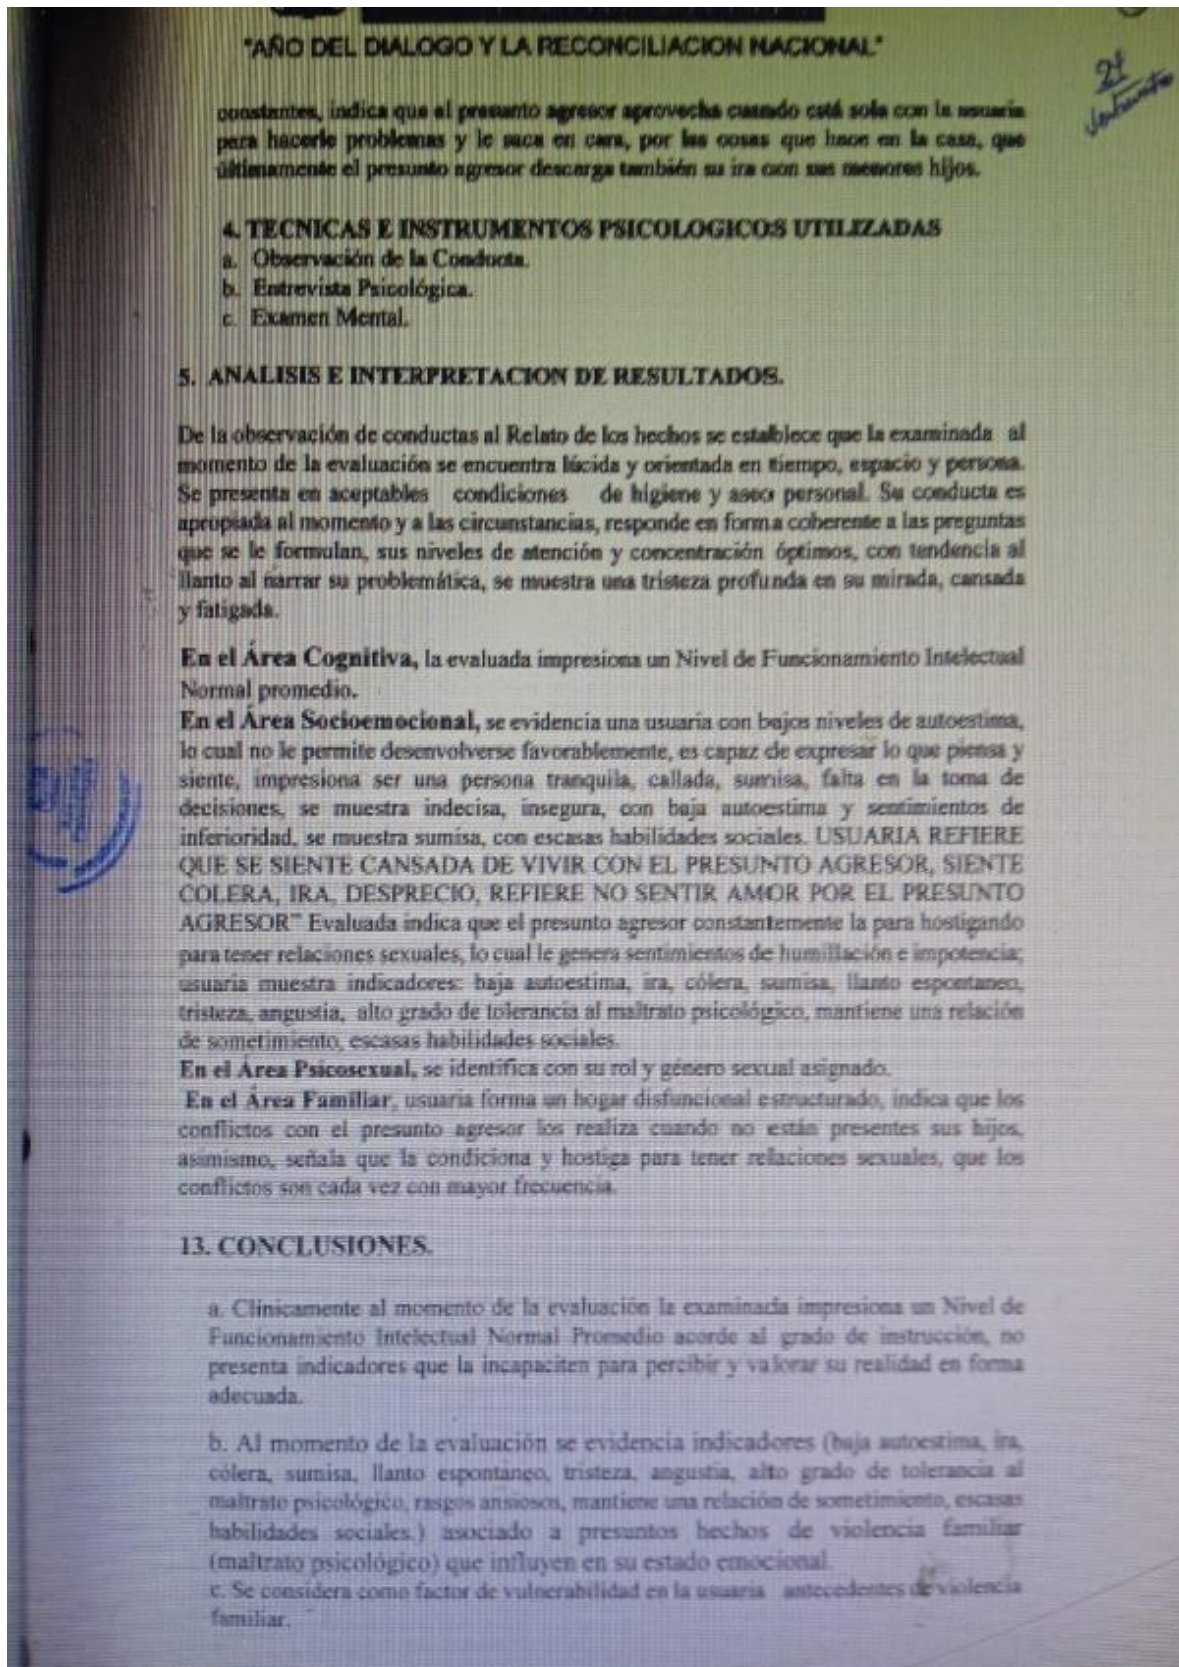 "AÑO DEL DIALOGO Y LA RECONCILIACION NACIONAL"
24
constantes, indica que el presunto agresor aprovecha cuando está sola con la usuaria
para hacerle problemas y le saca en cara, por las cosas que hace en la casa, que
últimamente el presunto agresor descarga también su ira con sus menores hijos.
4. TECNICAS E INSTRUMENTOS PSICOLOGICOS UTILIZADAS
a. Observación de la Conducta.
b. Entrevista Psicológica.
c. Examen Mental.
5. ANALISIS E INTERPRETACION DE RESULTADOS.
De la observación de conductas al Relato de los hechos se establece que la examinada al
momento de la evaluación se encuentra lúcida y orientada en tiempo, espacio y persona.
Se presenta en aceptables condiciones de higiene y aseo personal. Su conducta es
apropiada al momento y a las circunstancias, responde en forma coherente a las preguntas
que se le formulan, sus niveles de atención y concentración óptimos, con tendencia al
llanto al narrar su problemática, se muestra una tristeza profunda en su mirada, cansada
y fatigada.
En el Área Cognitiva, la evaluada impresiona un Nivel de Funcionamiento Intelectual
Normal promedio.
En el Área Socioemocional, se evidencia una usuaria con bajos niveles de autoestima,
lo cual no le permite desenvolverse favorablemente, es capaz de expresar lo que piensa y
siente, impresiona ser una persona tranquila, callada, sumisa, falta en la toma de
decisiones, se muestra indecisa, insegura, con baja autoestima y sentimientos de
inferioridad, se muestra sumisa, con escasas habilidades sociales. USUARIA REFIERE
QUE SE SIENTE CANSADA DE VIVIR CON EL PRESUNTO AGRESOR, SIENTE
COLERA, IRA, DESPRECIO, REFIERE NO SENTIR AMOR POR EL PRESUNTO
AGRESOR" Evaluada indica que el presunto agresor constantemente la para hostigando
para tener relaciones sexuales, lo cual le genera sentimientos de humillación e impotencia;
usuaria muestra indicadores: baja autoestima, ira, cólera, sumisa, llanto espontaneo,
tristeza, angustia, alto grado de tolerancia al maltrato psicológico, mantiene una relación
de sometimiento, escasas habilidades sociales.
En el Área Psicosexual, se identifica con su rol y género sexual asignado.
En el Área Familiar, usuaria forma un hogar disfuncional estructurado, indica que los
conflictos con el presunto agresor los realiza cuando no están presentes sus hijos,
asimismo, señala que la condiciona y hostiga para tener relaciones sexuales, que los
conflictos son cada vez con mayor frecuencia.
13. CONCLUSIONES.
a. Clínicamente al momento de la evaluación la examinada impresiona un Nivel de
Funcionamiento Intelectual Normal Promedio acorde al grado de instrucción, no
presenta indicadores que la incapaciten para percibir y valorar su realidad en forma
adecuada.
b. Al momento de la evaluación se evidencia indicadores (baja autoestima, ira,
cólera, sumisa, llanto espontáneo, tristeza, angustia, alto grado de tolerancia al
maltrato psicológico, rasgos ansiosos, mantiene una relación de sometimiento, escasas
habilidades sociales.) asociado a presuntos hechos de violencia familiar
(maltrato psicológico) que influyen en su estado emocional.
c. Se considera como factor de vulnerabilidad en la usuaria antecedentes de violencia
familiar.